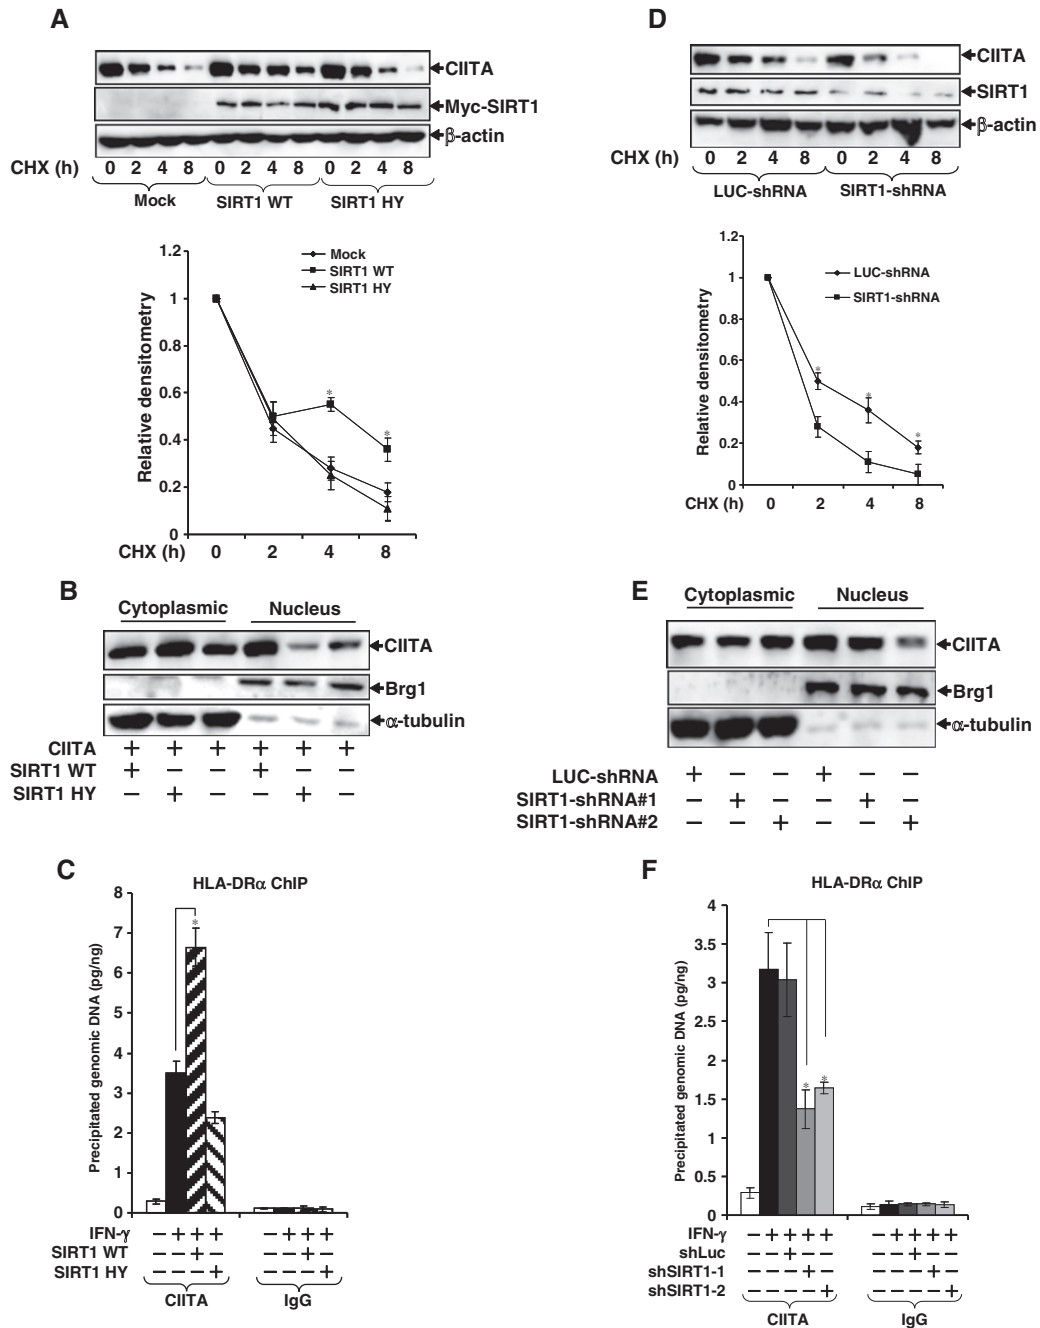 A
CIITA
Myc-SIRT1
β-actin
CHX (h) 0 2 4 8 0 2 4 8 0 2 4 8
Mock SIRT1 WT SIRT1 HY
Relative densitometry
1.2
1
0.8
0.6
0.4
0.2
0
Mock
SIRT1 WT
SIRT1 HY
*
*
CHX (h) 0 2 4 8
B
Cytoplasmic Nucleus
CIITA
Brg1
α-tubulin
CIITA + + + + + +
SIRT1 WT + − − + − −
SIRT1 HY − + − − + −
C
HLA-DRα ChIP
Precipitated genomic DNA (pg/ng)
8
7
6
5
4
3
2
1
0
*
IFN-γ − + + + − + + +
SIRT1 WT − − + − − − + −
SIRT1 HY − − − + − − − +
CIITA IgG
D
CIITA
SIRT1
β-actin
CHX (h) 0 2 4 8 0 2 4 8
LUC-shRNA SIRT1-shRNA
Relative densitometry
1.2
1
0.8
0.6
0.4
0.2
0
LUC-shRNA
SIRT1-shRNA
*
*
*
CHX (h) 0 2 4 8
E
Cytoplasmic Nucleus
CIITA
Brg1
α-tubulin
LUC-shRNA + − − + − −
SIRT1-shRNA#1 − + − − + −
SIRT1-shRNA#2 − − + − − +
F
HLA-DRα ChIP
Precipitated genomic DNA (pg/ng)
4
3.5
3
2.5
2
1.5
1
0.5
0
* *
IFN-γ − + + + + − + + + +
shLuc − − + − − − − + − −
shSIRT1-1 − − − + − − − − + −
shSIRT1-2 − − − − + − − − − +
CIITA IgG